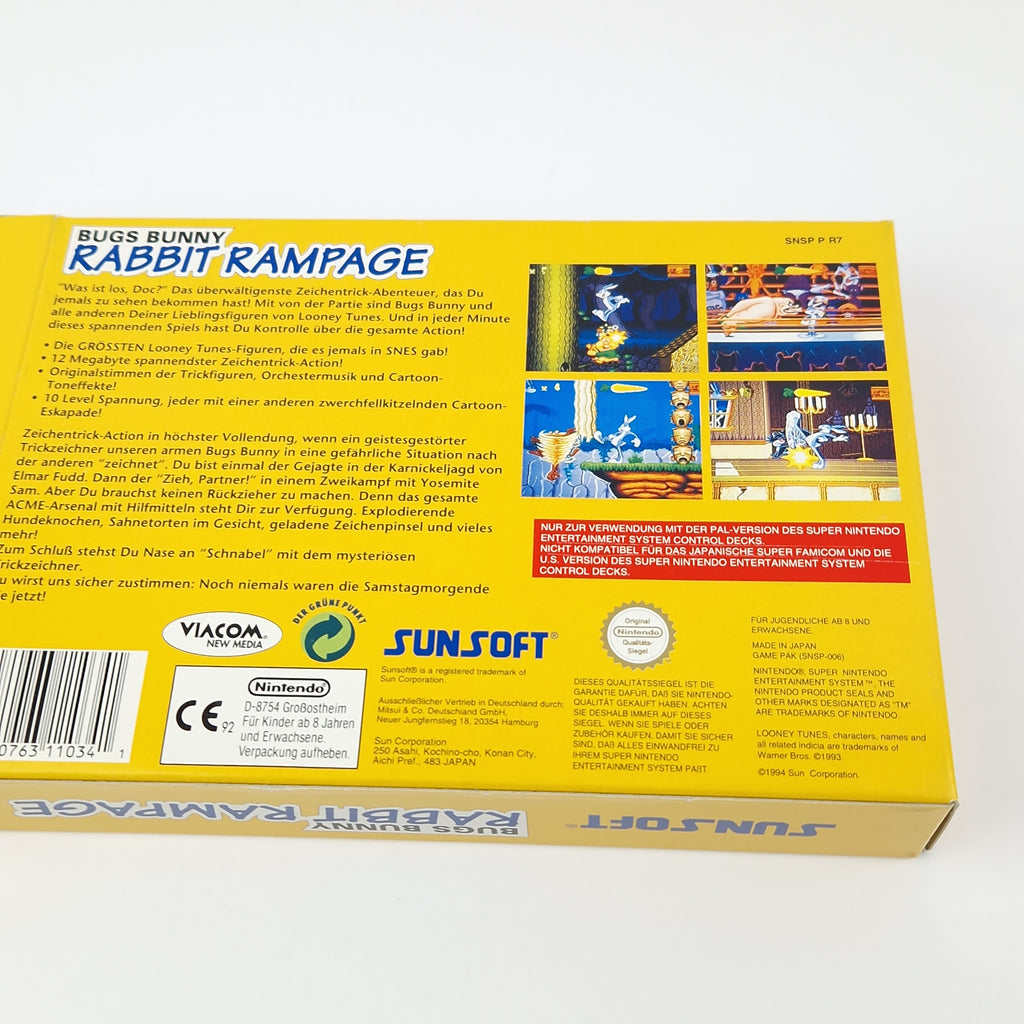 BUGS BUNNY
RABBIT RAMPAGE
SNSP P R7
"Was ist los, Doc?" Das überwältigenste Zeichentrick-Abenteuer, das Du
jemals zu sehen bekommen hast! Mit von der Partie sind Bugs Bunny und
alle anderen Deiner Lieblingsfiguren von Looney Tunes. Und in jeder Minute
dieses spannenden Spiels hast Du Kontrolle über die gesamte Action!
• Die GRÖSSTEN Looney Tunes-Figuren, die es jemals in SNES gab!
• 12 Megabyte spannendster Zeichentrick-Action!
• Originalstimmen der Trickfiguren, Orchestermusik und Cartoon-
Toneffekte!
• 10 Level Spannung, jeder mit einer anderen zwerchfellkitzelnden Cartoon-
Eskapade!
Zeichentrick-Action in höchster Vollendung, wenn ein geistesgestörter
Trickzeichner unseren armen Bugs Bunny in eine gefährliche Situation nach
der anderen "zeichnet". Du bist einmal der Gejagte in der Karnickeljagd von
Elmar Fudd. Dann der "Zieh, Partner!" in einem Zweikampf mit Yosemite
Sam. Aber Du brauchst keinen Rückzieher zu machen. Denn das gesamte
ACME-Arsenal mit Hilfmitteln steht Dir zur Verfügung. Explodierende
Hundeknochen, Sahnetorten im Gesicht, geladene Zeichenpinsel und vieles
mehr!
Zum Schluß stehst Du Nase an "Schnabel" mit dem mysteriösen
rickzeichner.
u wirst uns sicher zustimmen: Noch niemals waren die Samstagmorgende
e jetzt!
NUR ZUR VERWENDUNG MIT DER PAL-VERSION DES SUPER NINTENDO
ENTERTAINMENT SYSTEM CONTROL DECKS.
NICHT KOMPATIBEL FÜR DAS JAPANISCHE SUPER FAMICOM UND DIE
U.S. VERSION DES SUPER NINTENDO ENTERTAINMENT SYSTEM
CONTROL DECKS.
VIACOM®
NEW MEDIA
DER GRÜNE PUNKT
SUNSOFT®
Sunsoft® is a registered trademark of
Sun Corporation.
Ausschließlicher Vertrieb in Deutschland durch:
Mitsui & Co. Deutschland GmbH,
Neuer Jungfernstieg 18, 20354 Hamburg
Sun Corporation
250 Asahi, Kochino-cho, Konan City,
Aichi Pref., 483 JAPAN
0763 11034 1
CE 92
Nintendo
D-8754 Großostheim
Für Kinder ab 8 Jahren
und Erwachsene.
Verpackung aufheben.
Original
Nintendo
Qualitäts-
Siegel
DIESES QUALITÄTSSIEGEL IST DIE
GARANTIE DAFÜR, DAß SIE NINTENDO-
QUALITÄT GEKAUFT HABEN. ACHTEN
SIE DESHALB IMMER AUF DIESES
SIEGEL, WENN SIE SPIELE ODER
ZUBEHÖR KAUFEN, DAMIT SIE SICHER
SIND, DAß ALLES EINWANDFREI ZU
IHREM SUPER NINTENDO
ENTERTAINMENT SYSTEM PAßT.
FÜR JUGENDLICHE AB 8 UND
ERWACHSENE.
MADE IN JAPAN
GAME PAK (SNSP-006)
NINTENDO®, SUPER NINTENDO
ENTERTAINMENT SYSTEM™, THE
NINTENDO PRODUCT SEALS AND
OTHER MARKS DESIGNATED AS "TM"
ARE TRADEMARKS OF NINTENDO.
LOONEY TUNES, characters, names and
all related indicia are trademarks of
Warner Bros. ©1993.
©1994 Sun Corporation.
BUGS BUNNY
RABBIT RAMPAGE
SUNSOFT®